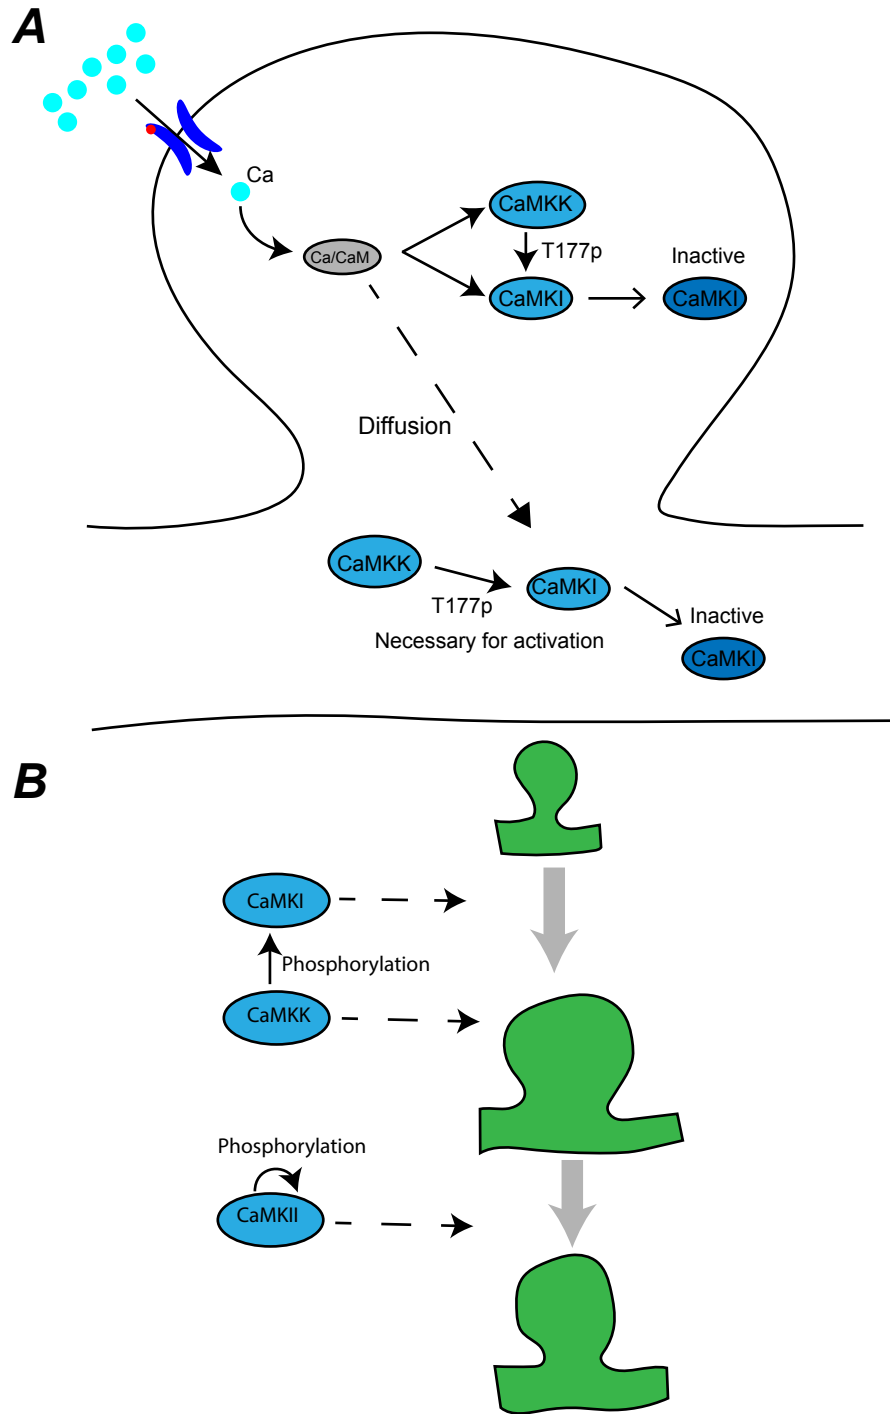 A
Ca
CaMKK
Ca/CaM
T177p
Inactive
CaMKI
CaMKI
Diffusion
CaMKK
CaMKI
T177p
Inactive
Necessary for activation
CaMKI
B
CaMKI
Phosphorylation
CaMKK
Phosphorylation
CaMKII